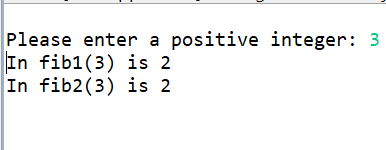 Please enter a positive integer: 3
In fib1(3) is 2
In fib2(3) is 2